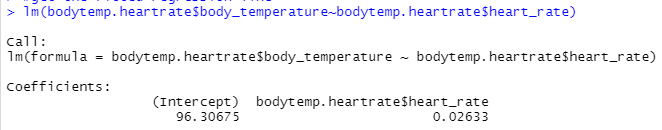 > lm(bodytemp.heartrate$body_temperature~bodytemp.heartrate$heart_rate)
Call:
lm(formula = bodytemp.heartrate$body_temperature ~ bodytemp.heartrate$heart_rate)
Coefficients:
(Intercept) bodytemp.heartrate$heart_rate
96.30675 0.02633